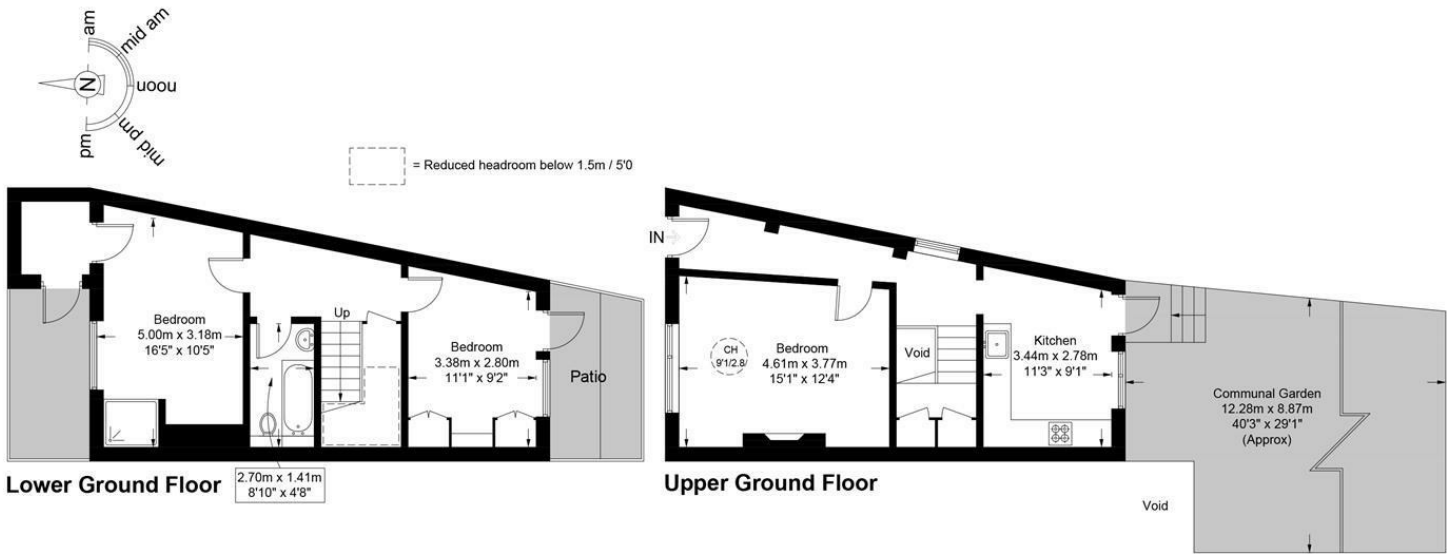 am
mid am
noon
mid pm
pm
N
= Reduced headroom below 1.5m / 5'0
Bedroom
5.00m x 3.18m
16'5" x 10'5"
Up
Bedroom
3.38m x 2.80m
11'1" x 9'2"
Patio
2.70m x 1.41m
8'10" x 4'8"
Lower Ground Floor
IN
CH
9'1/2.8/
Bedroom
4.61m x 3.77m
15'1" x 12'4"
Void
Kitchen
3.44m x 2.78m
11'3" x 9'1"
Communal Garden
12.28m x 8.87m
40'3" x 29'1"
(Approx)
Upper Ground Floor
Void